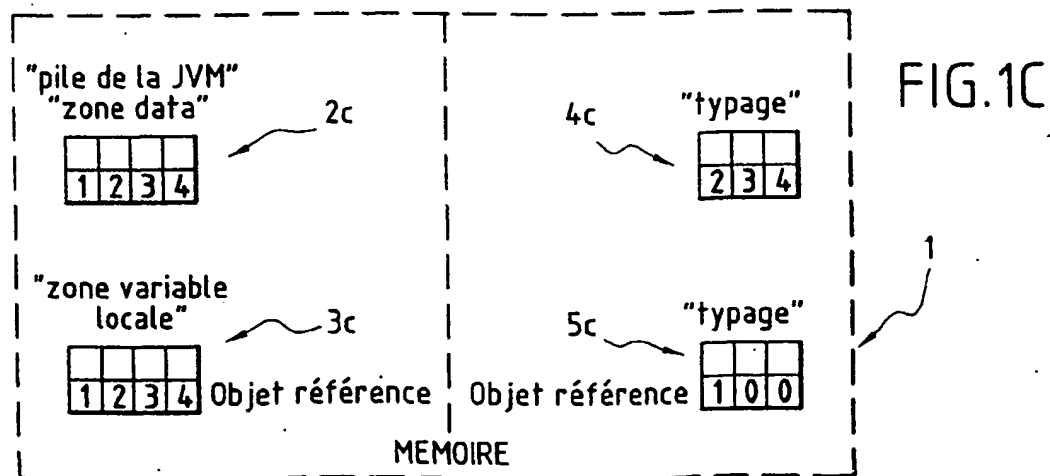 "pile de la JVM"
"zone data"
2c
1 2 3 4
4c
"typage"
2 3 4
FIG.1C
"zone variable
locale"
3c
1 2 3 4 Objet référence
5c
"typage"
Objet référence 1 0 0
1
MEMOIRE